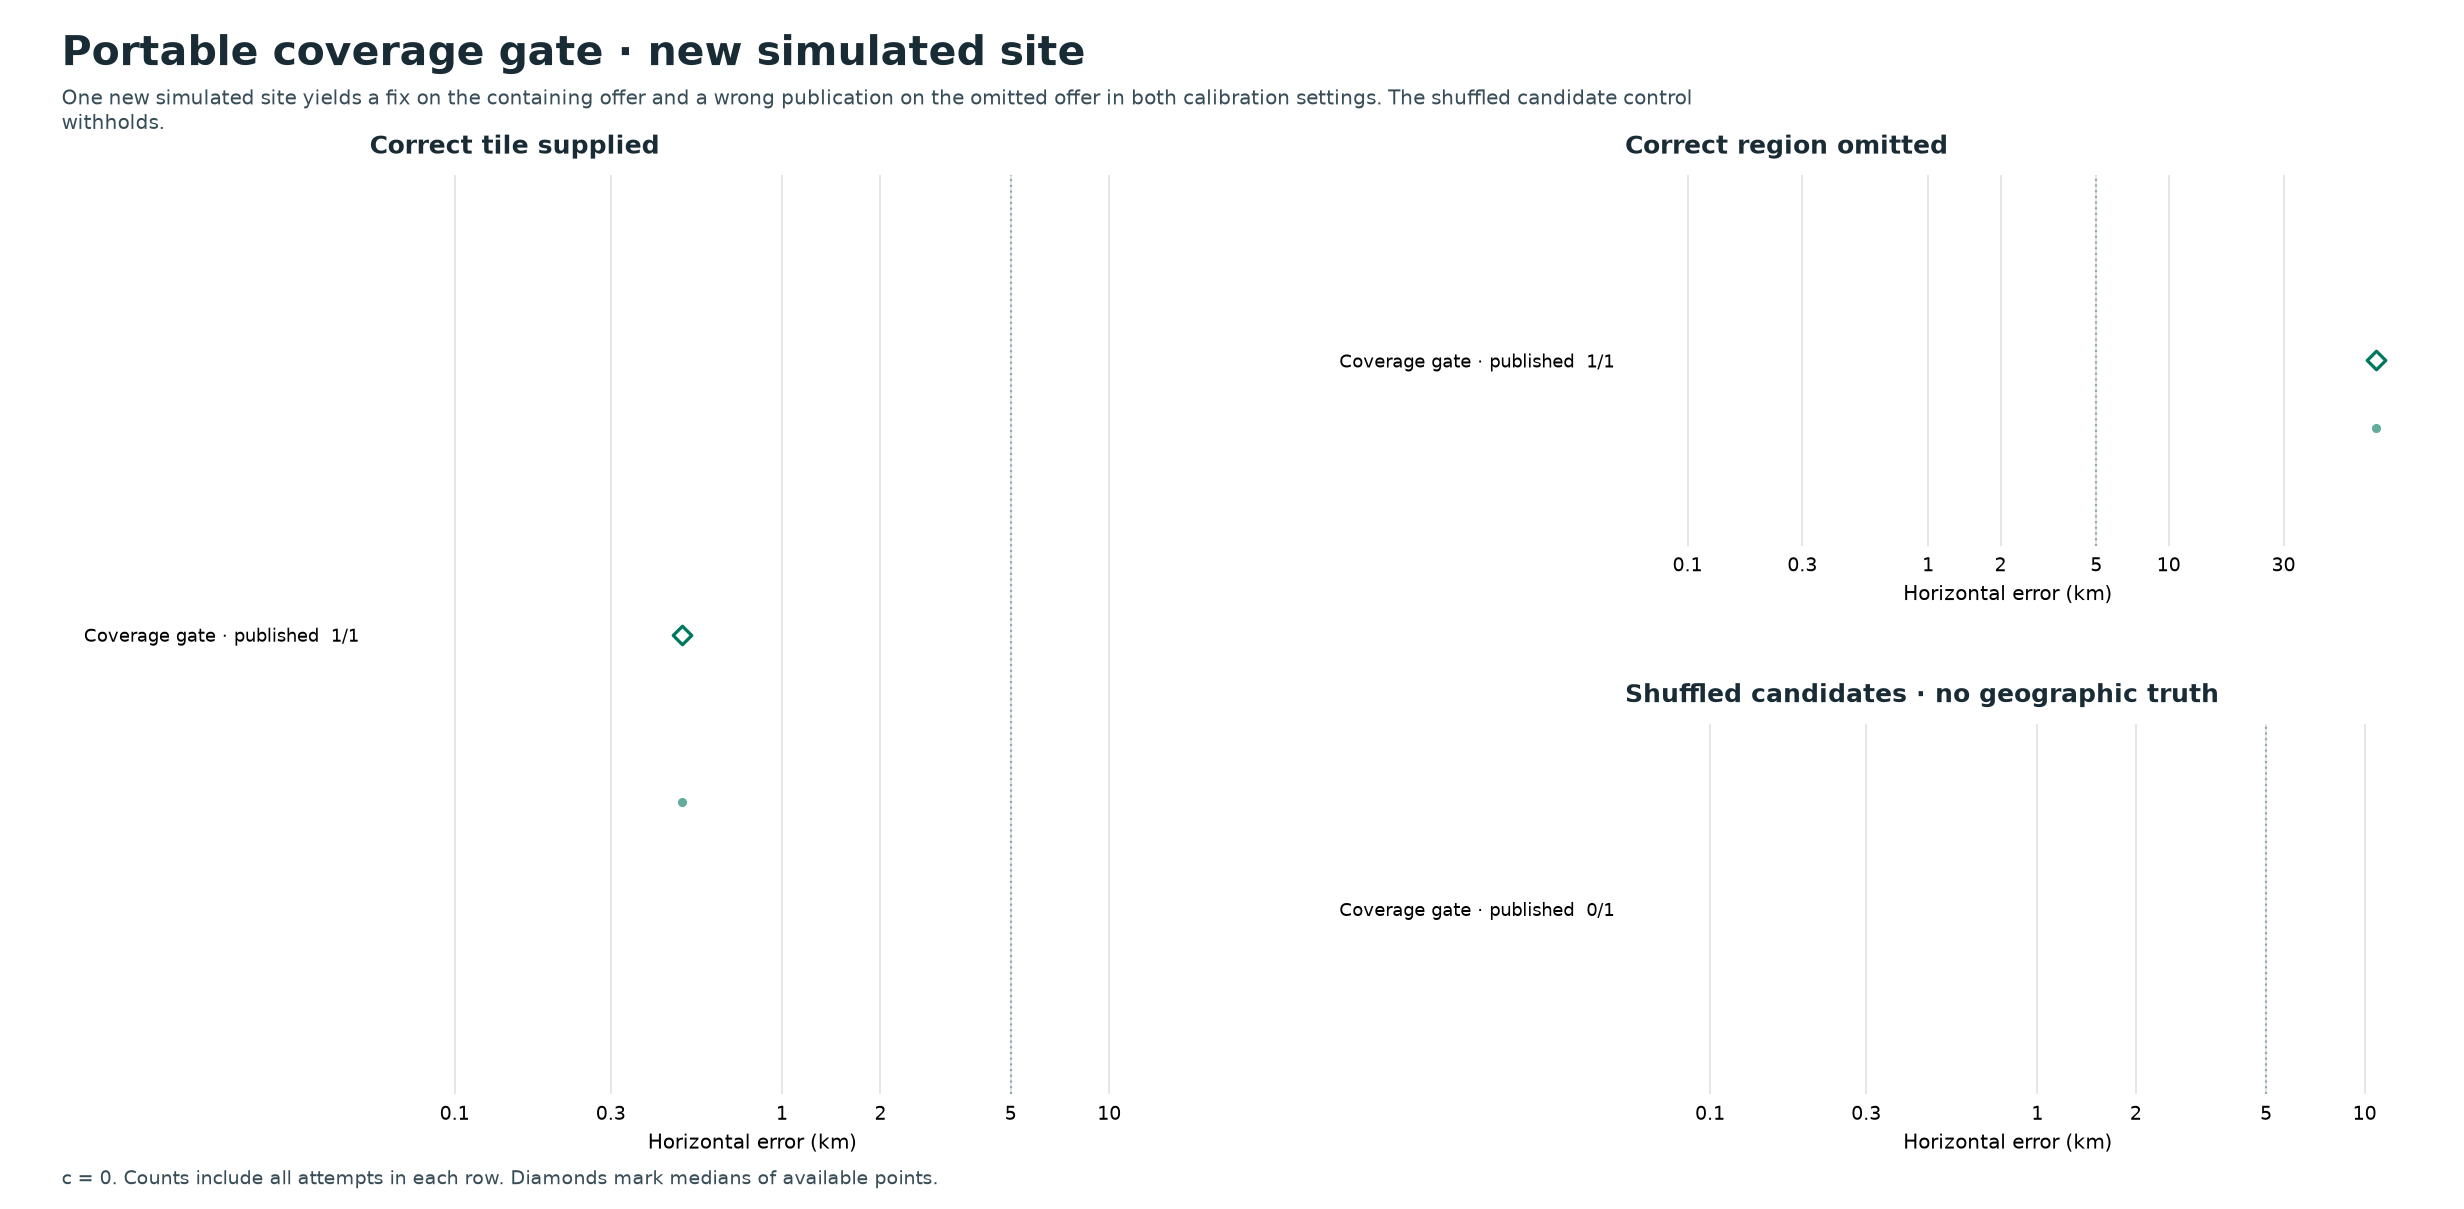 Portable coverage gate · new simulated site
One new simulated site yields a fix on the containing offer and a wrong publication on the omitted offer in both calibration settings. The shuffled candidate control
withholds.
Correct tile supplied
Coverage gate · published  1/1
0.1 0.3 1 2 5 10
Horizontal error (km)
Correct region omitted
Coverage gate · published  1/1
0.1 0.3 1 2 5 10 30
Horizontal error (km)
Shuffled candidates · no geographic truth
Coverage gate · published  0/1
0.1 0.3 1 2 5 10
Horizontal error (km)
c = 0. Counts include all attempts in each row. Diamonds mark medians of available points.